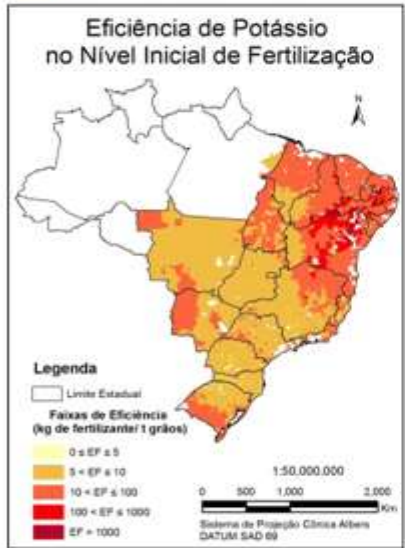 Eficiência de Potássio
no Nível Inicial de Fertilização
N
Legenda
Limite Estadual
Faixas de Eficiência
(kg de fertilizante/ t grãos)
0 ≤ EF ≤ 5
5 < EF ≤ 10
10 < EF ≤ 100
100 < EF ≤ 1000
EF > 1000
1:50,000,000
0 500 1,000 2,000
Km
Sistema de Projeção Cônica Albers
DATUM SAD 69